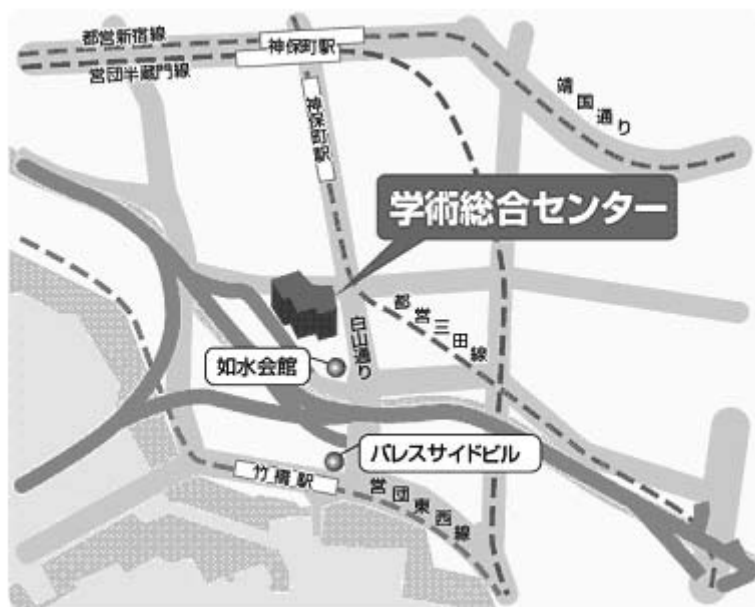 都営新宿線
神保町駅
営団半蔵門線
靖国通り
神保町駅
学術総合センター
都営三田線
白山通り
如水会館
パレスサイドビル
竹橋駅
営団東西線